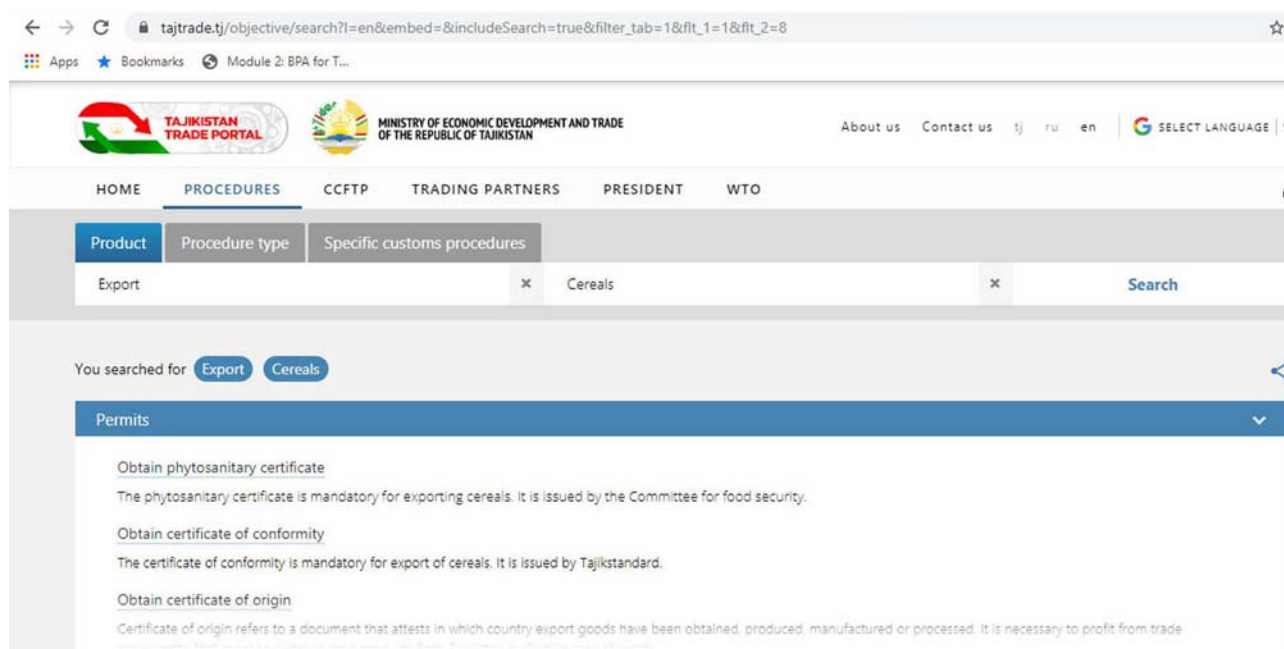 tajtrade.tj/objective/search?l=en&embed=&includeSearch=true&filter_tab=1&flt_1=1&flt_2=8
Apps Bookmarks Module 2: BPA for T...
TAJIKISTAN
TRADE PORTAL
MINISTRY OF ECONOMIC DEVELOPMENT AND TRADE
OF THE REPUBLIC OF TAJIKISTAN
About us Contact us tj ru en G SELECT LANGUAGE
HOME PROCEDURES CCFTP TRADING PARTNERS PRESIDENT WTO
Product Procedure type Specific customs procedures
Export × Cereals × Search
You searched for Export Cereals
Permits
Obtain phytosanitary certificate
The phytosanitary certificate is mandatory for exporting cereals. It is issued by the Committee for food security.
Obtain certificate of conformity
The certificate of conformity is mandatory for export of cereals. It is issued by Tajikstandard.
Obtain certificate of origin
Certificate of origin refers to a document that attests in which country export goods have been obtained, produced, manufactured or processed. It is necessary to profit from trade